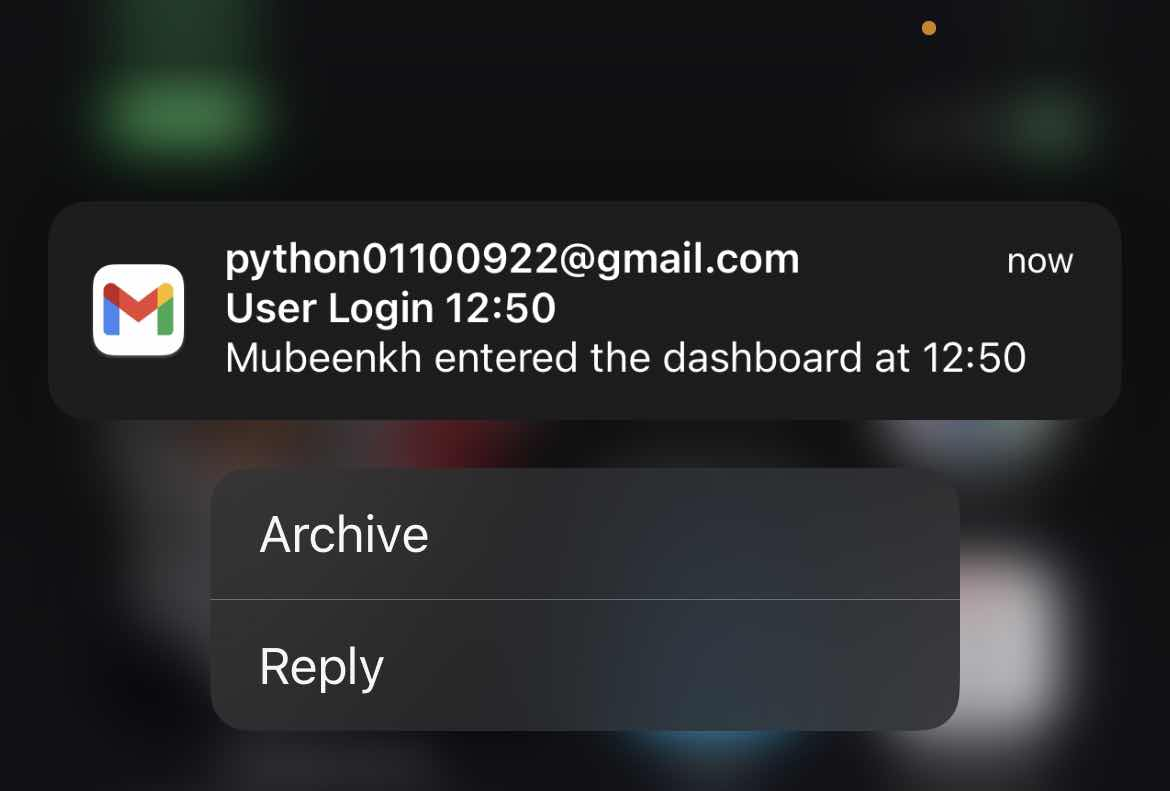 python01100922@gmail.com
now
User Login 12:50
Mubeenkh entered the dashboard at 12:50
Archive
Reply